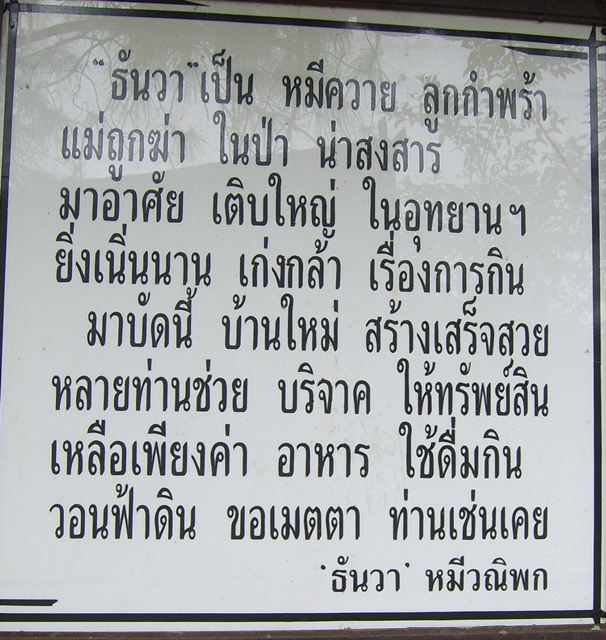 "ธันวา"เป็น หมีควาย ลูกกำพร้า
แม่ถูกฆ่า ในป่า น่าสงสาร
มาอาศัย เติบใหญ่ ในอุทยานฯ
ยิ่งเนิ่นนาน เก่งกล้า เรื่องการกิน
มาบัดนี้ บ้านใหม่ สร้างเสร็จสวย
หลายท่านช่วย บริจาค ให้ทรัพย์สิน
เหลือเพียงค่า อาหาร ใช้ดื่มกิน
วอนฟ้าดิน ขอเมตตา ท่านเช่นเคย
'ธันวา' หมีวณิพก